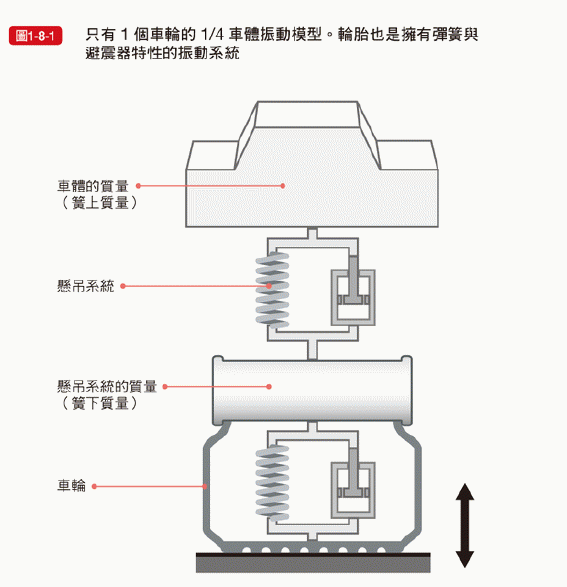 圖1-8-1
只有 1 個車輪的 1/4 車體振動模型。輪胎也是擁有彈簧與
避震器特性的振動系統
車體的質量
（簧上質量）
懸吊系統
懸吊系統的質量
（簧下質量）
車輪